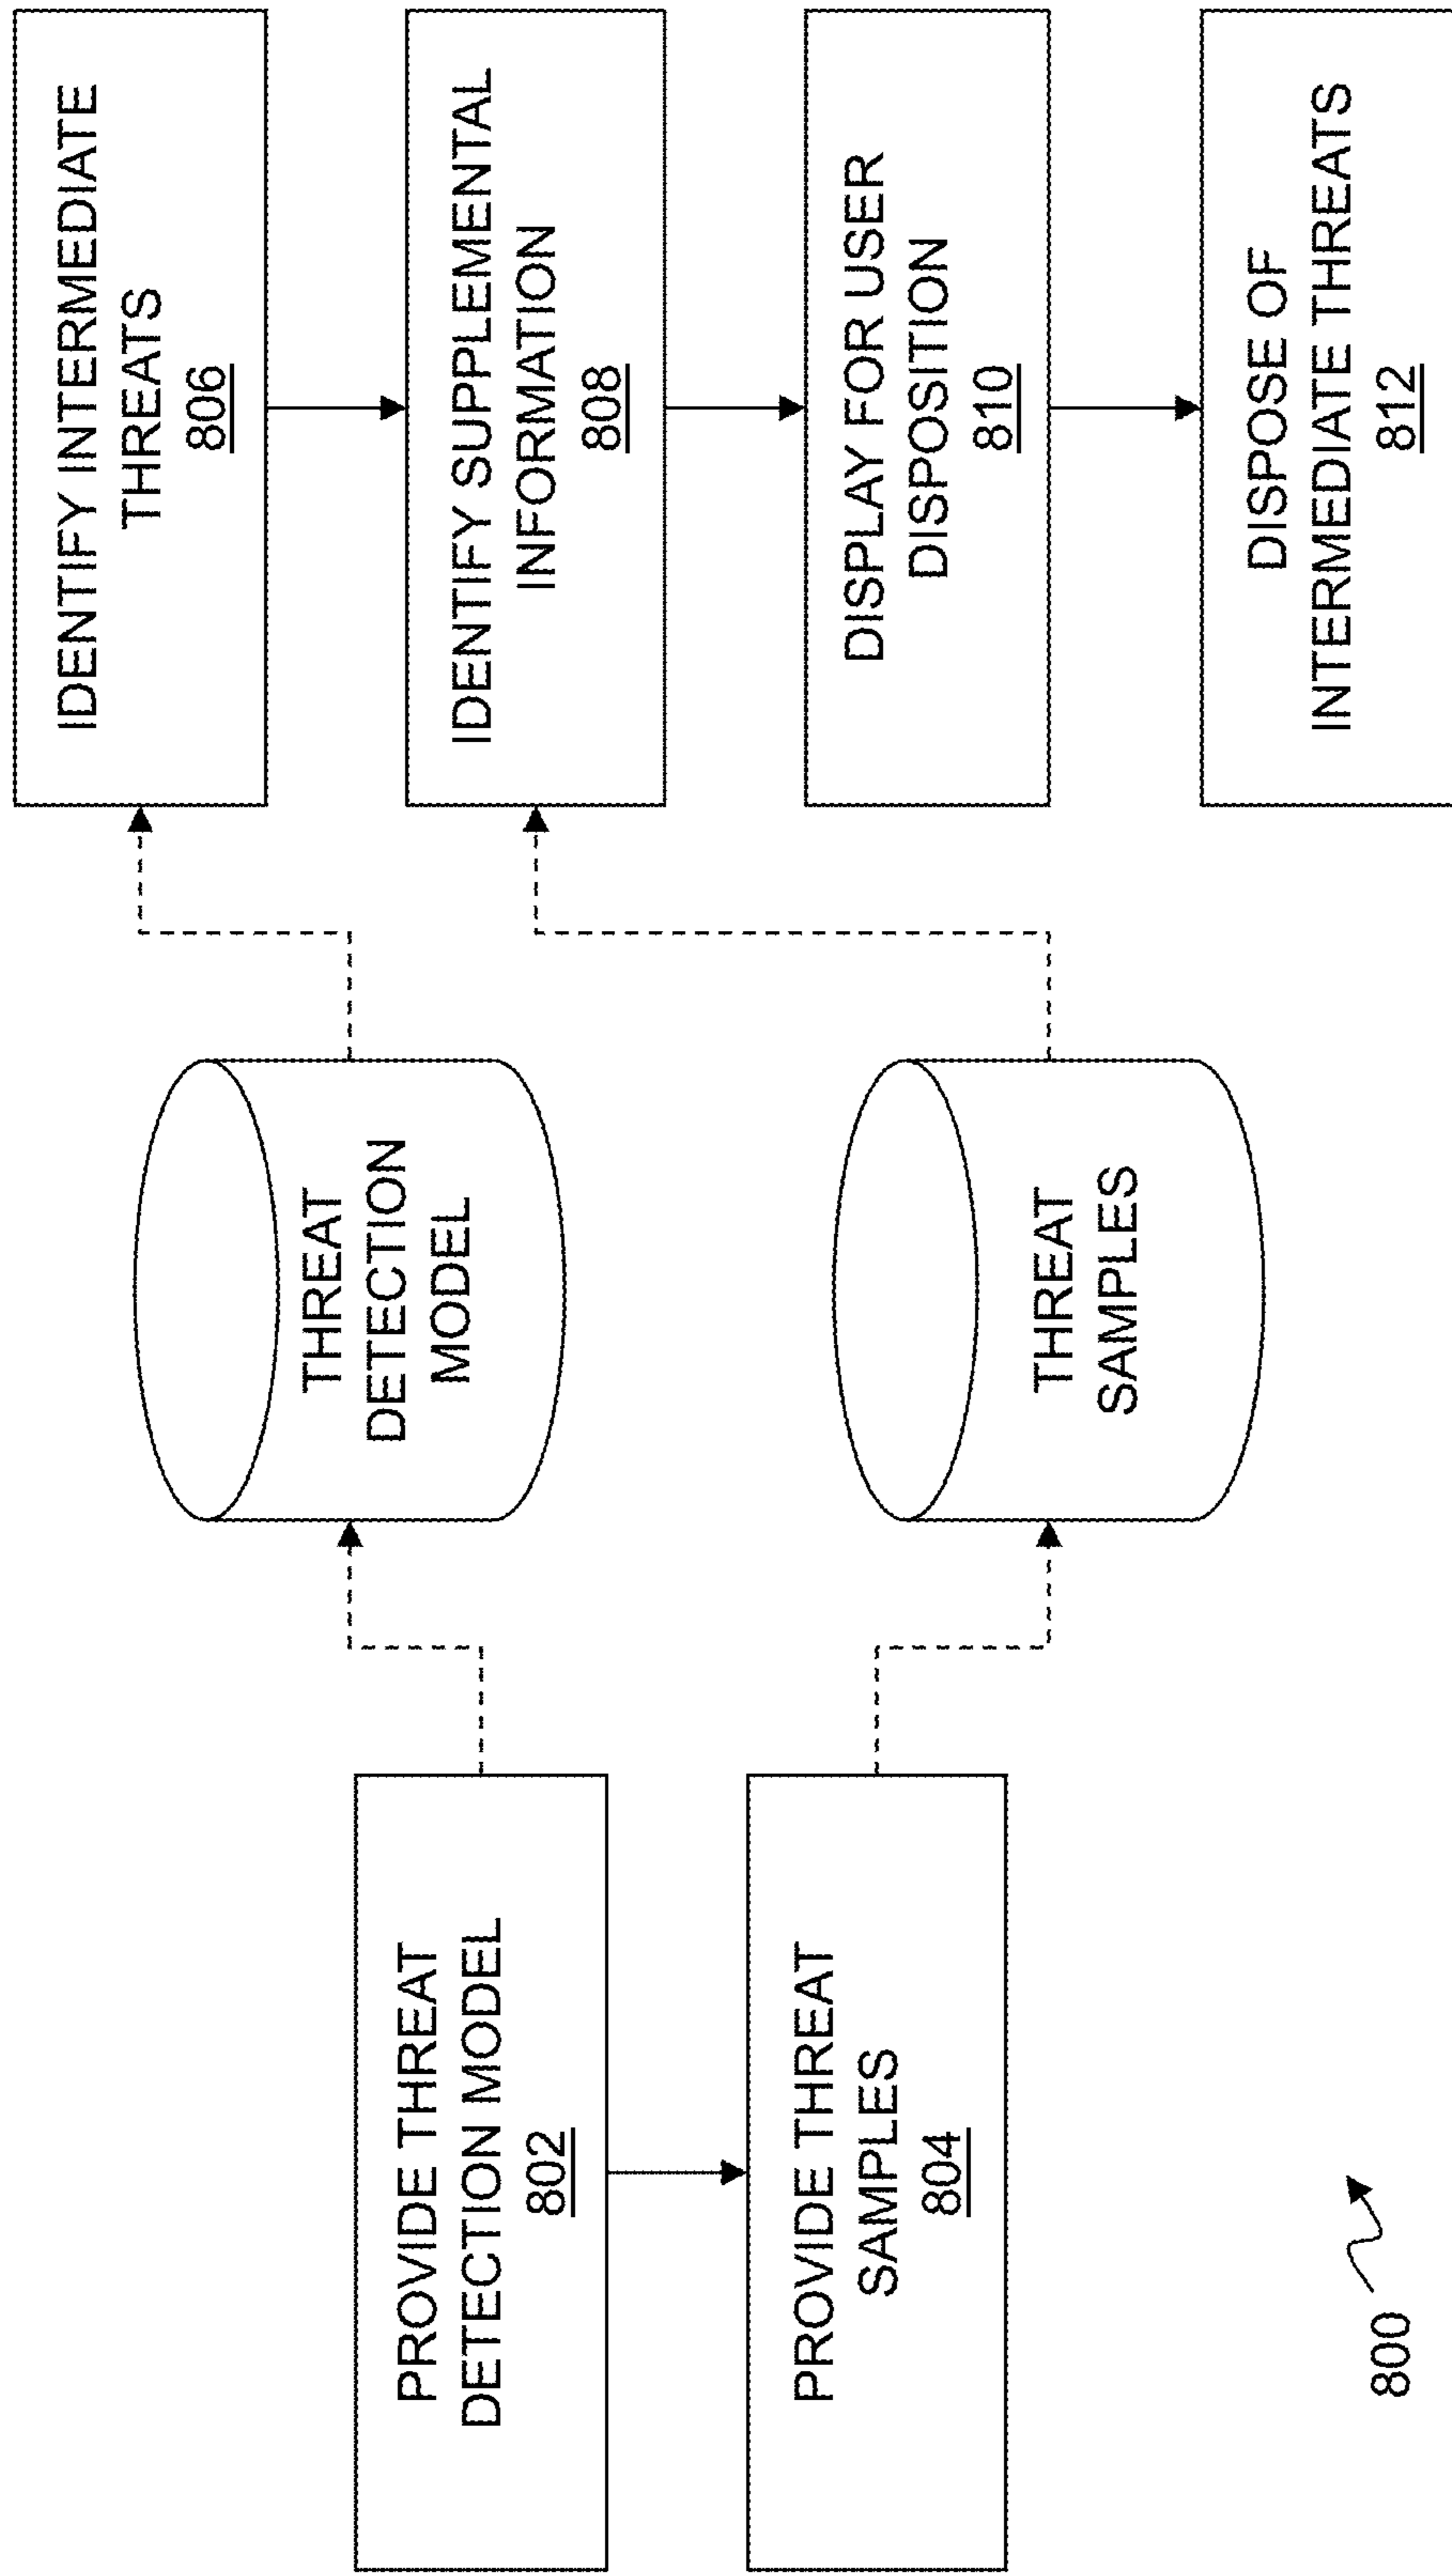 PROVIDE THREAT
DETECTION MODEL
802
PROVIDE THREAT
SAMPLES
804
THREAT
DETECTION
MODEL
THREAT
SAMPLES
IDENTIFY INTERMEDIATE
THREATS
806
IDENTIFY SUPPLEMENTAL
INFORMATION
808
DISPLAY FOR USER
DISPOSITION
810
DISPOSE OF
INTERMEDIATE THREATS
812
800